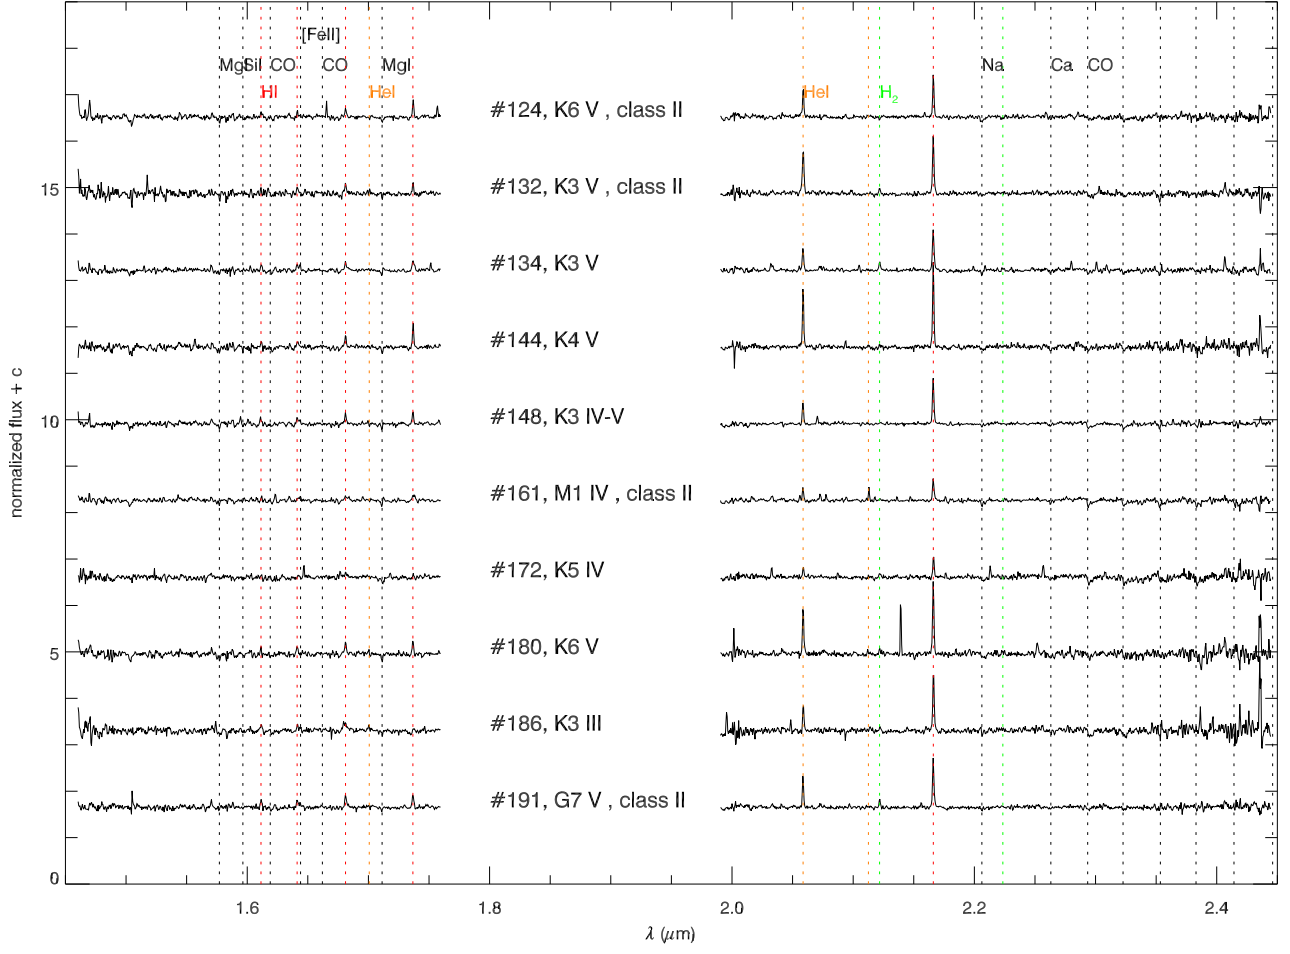 [FeII]
MgI SiI CO CO MgI Na Ca CO
HI HeI HeI H2
#124, K6 V , class II
15
#132, K3 V , class II
#134, K3 V
#144, K4 V
10
#148, K3 IV-V
#161, M1 IV , class II
#172, K5 IV
5
#180, K6 V
#186, K3 III
#191, G7 V , class II
0
1.6 1.8 2.0 2.2 2.4
λ (μm)
normalized flux + c